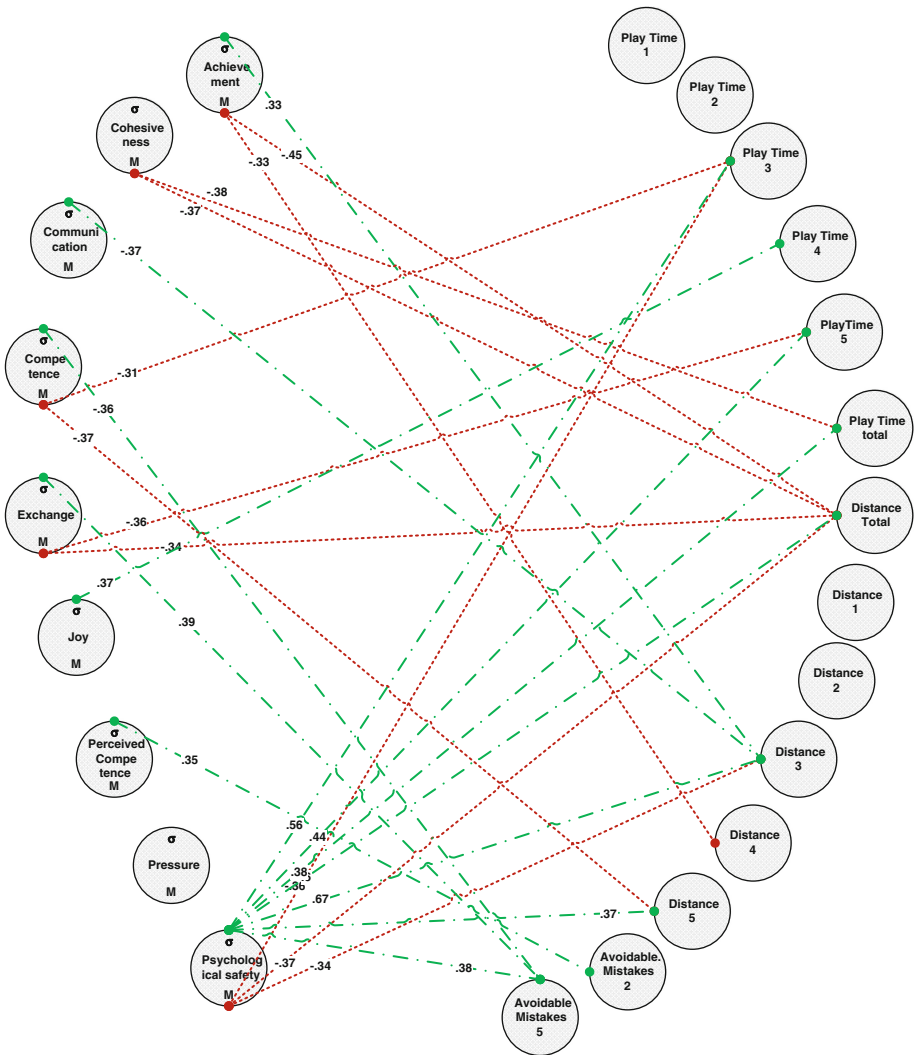 σ
Achieve
ment
M
σ
Cohesive
ness
M
σ
Communi
cation
M
σ
Compe
tence
M
σ
Exchange
σ
Joy
M
σ
Perceived
Compe
tence
M
σ
Pressure
M
σ
Psycholog
ical safety
M
Play Time
1
Play Time
2
Play Time
3
Play Time
4
PlayTime
5
Play Time
total
Distance
Total
Distance
1
Distance
2
Distance
3
Distance
4
Distance
5
Avoidable.
Mistakes
2
Avoidable
Mistakes
5
.33
-.33
-.45
-.38
-.37
-.37
-.31
-.36
-.37
-.36
-.34
.37
.39
.35
.56
.44
.38
-.36
.67
.37
-.37
-.34
.38